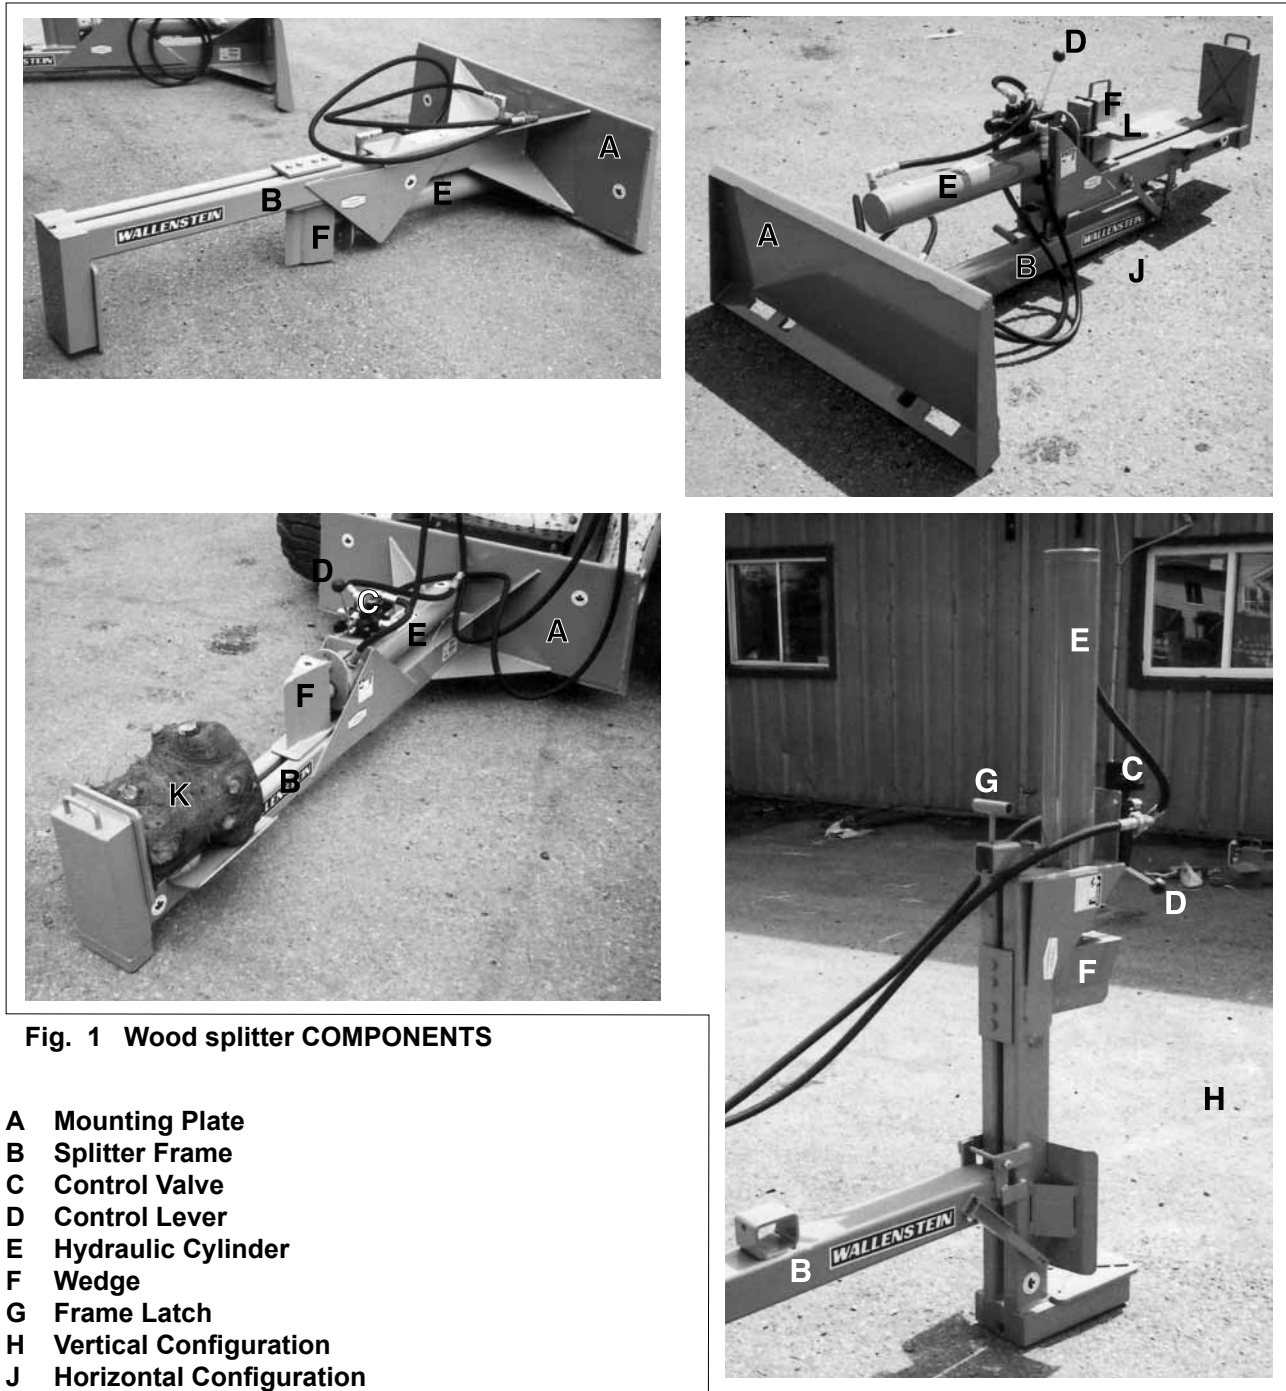 A
B
E
F
WALLENSTEIN
WALLENSTEIN
D
F
L
E
A
B
J
WALLENSTEIN
D
C
E
A
F
B
K
E
C
G
D
F
H
B
WALLENSTEIN
Fig. 1 Wood splitter COMPONENTS
A Mounting Plate
B Splitter Frame
C Control Valve
D Control Lever
E Hydraulic Cylinder
F Wedge
G Frame Latch
H Vertical Configuration
J Horizontal Configuration